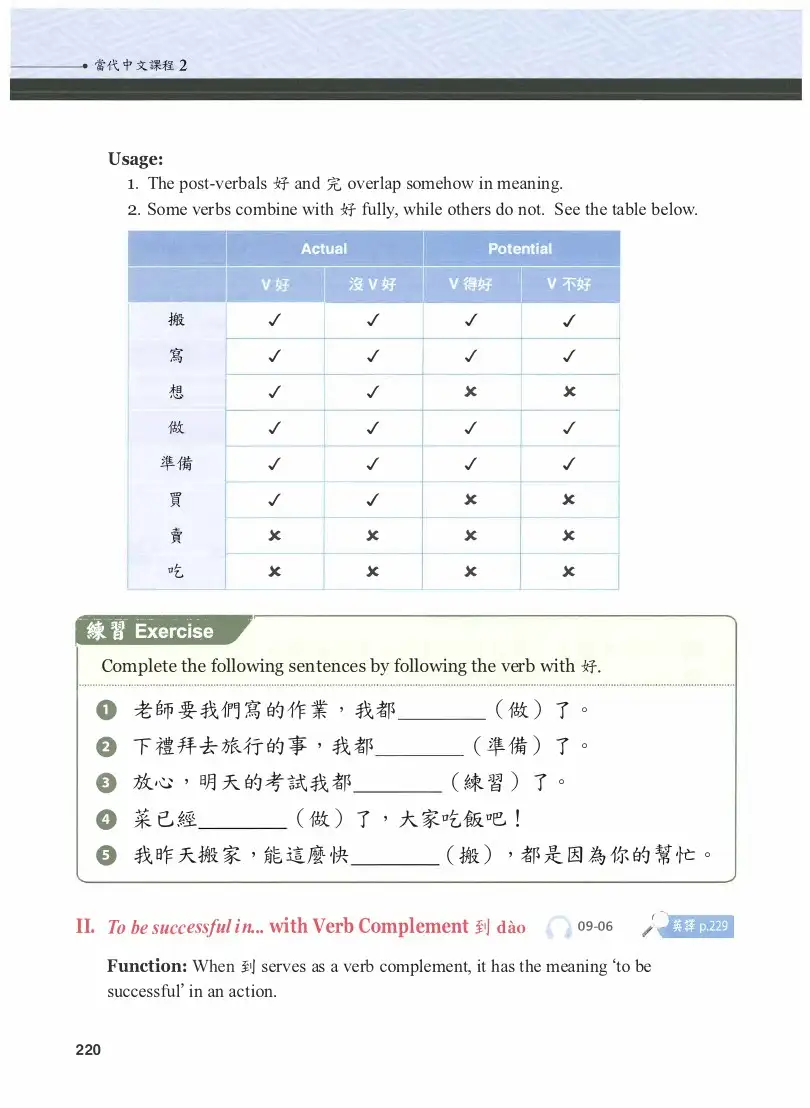 當代中文課程 2
Usage:
1. The post-verbals 好 and 完 overlap somehow in meaning.
2. Some verbs combine with 好 fully, while others do not. See the table below.
Actual Potential
V 好 沒 V 好 V 得好 V 不好
搬 ✓ ✓ ✓ ✓
寫 ✓ ✓ ✓ ✓
想 ✓ ✓ ✘ ✘
做 ✓ ✓ ✓ ✓
準備 ✓ ✓ ✓ ✓
買 ✓ ✓ ✘ ✘
賣 ✘ ✘ ✘ ✘
吃 ✘ ✘ ✘ ✘
練習 Exercise
Complete the following sentences by following the verb with 好.
1 老師要我們寫的作業，我都________（做）了。
2 下禮拜去旅行的事，我都________（準備）了。
3 放心，明天的考試我都________（練習）了。
4 菜已經________（做）了，大家吃飯吧！
5 我昨天搬家，能這麼快________（搬），都是因為你的幫忙。
II. To be successful in... with Verb Complement 到 dào 09-06 英譯 p.229
Function: When 到 serves as a verb complement, it has the meaning ‘to be
successful’ in an action.
220